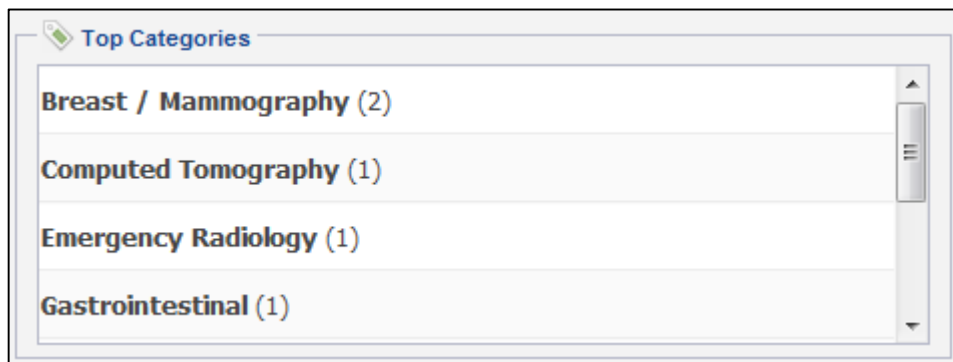 Top Categories
Breast / Mammography (2)
Computed Tomography (1)
Emergency Radiology (1)
Gastrointestinal (1)